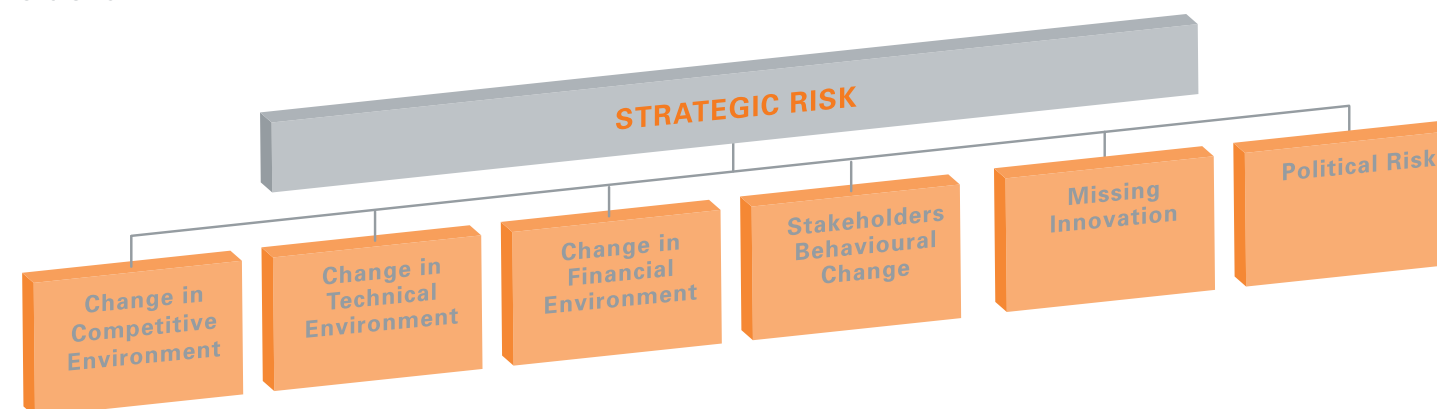 STRATEGIC RISK
Change in
Competitive
Environment
Change in
Technical
Environment
Change in
Financial
Environment
Stakeholders
Behavioural
Change
Missing
Innovation
Political Risk